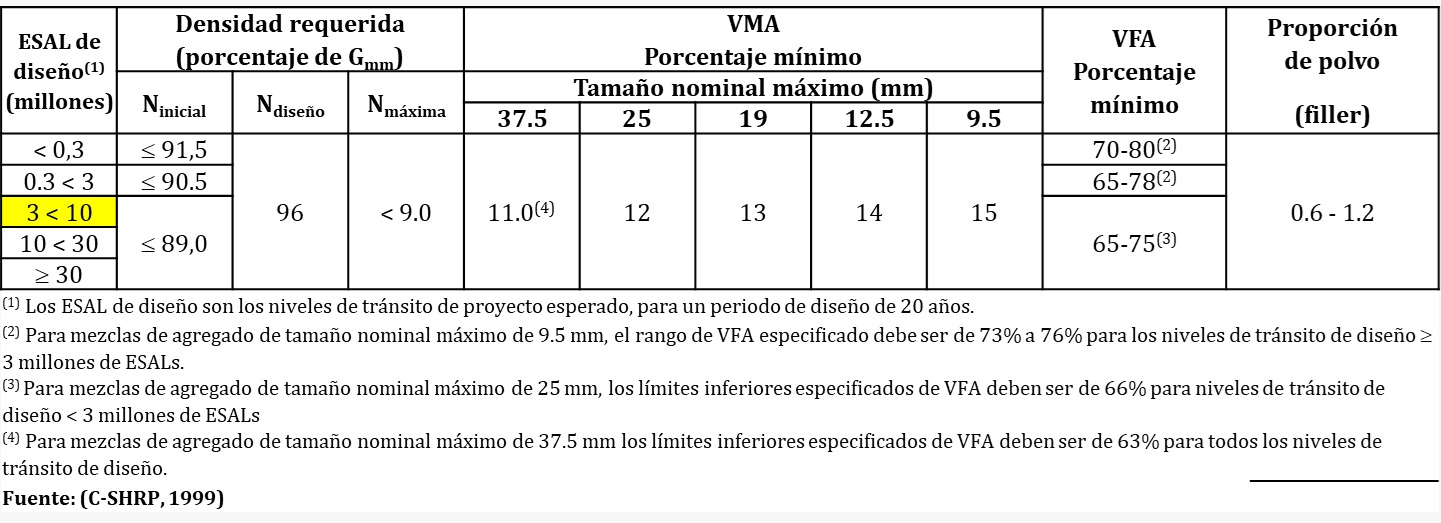 ESAL de diseño(1) (millones)
Densidad requerida
(porcentaje de Gmm)
VMA
Porcentaje mínimo
VFA
Porcentaje
mínimo
Proporción
de polvo
(filler)
Tamaño nominal máximo (mm)
Ninicial Ndiseño Nmáxima 37.5 25 19 12.5 9.5
< 0,3 ≤ 91,5 70-80(2)
0.3 < 3 ≤ 90.5 65-78(2)
3 < 10 96 < 9.0 11.0(4) 12 13 14 15 0.6 - 1.2
10 < 30 ≤ 89,0 65-75(3)
≥ 30
(1) Los ESAL de diseño son los niveles de tránsito de proyecto esperado, para un periodo de diseño de 20 años.
(2) Para mezclas de agregado de tamaño nominal máximo de 9.5 mm, el rango de VFA especificado debe ser de 73% a 76% para los niveles de tránsito de diseño ≥
3 millones de ESALs.
(3) Para mezclas de agregado de tamaño nominal máximo de 25 mm, los límites inferiores especificados de VFA deben ser de 66% para niveles de tránsito de
diseño < 3 millones de ESALs
(4) Para mezclas de agregado de tamaño nominal máximo de 37.5 mm los límites inferiores especificados de VFA deben ser de 63% para todos los niveles de
tránsito de diseño.
Fuente: (C-SHRP, 1999)